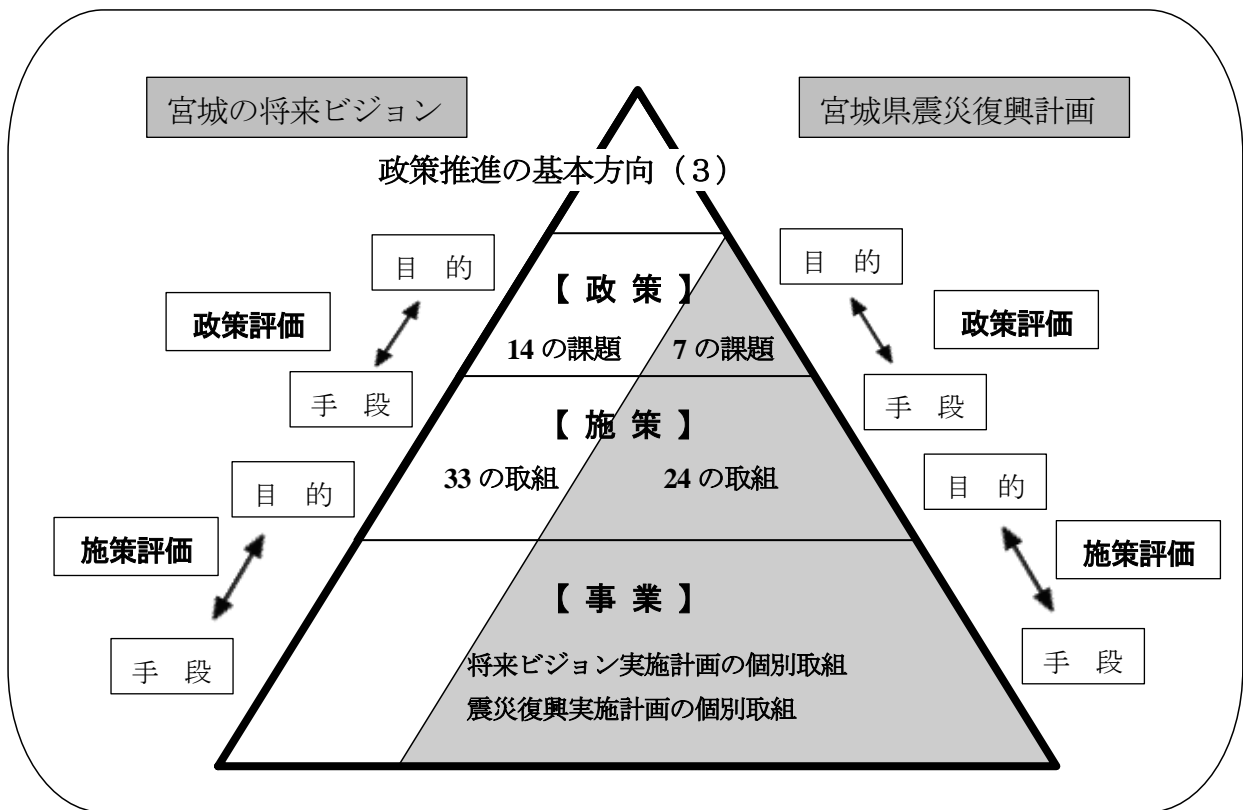 宮城の将来ビジョン
宮城県震災復興計画
政策推進の基本方向(3)
目 的
目 的
【 政 策 】
政策評価
政策評価
14 の課題
7 の課題
手 段
手 段
【 施 策 】
33 の取組
24 の取組
目 的
目 的
施策評価
施策評価
【 事 業 】
手 段
手 段
将来ビジョン実施計画の個別取組
震災復興実施計画の個別取組